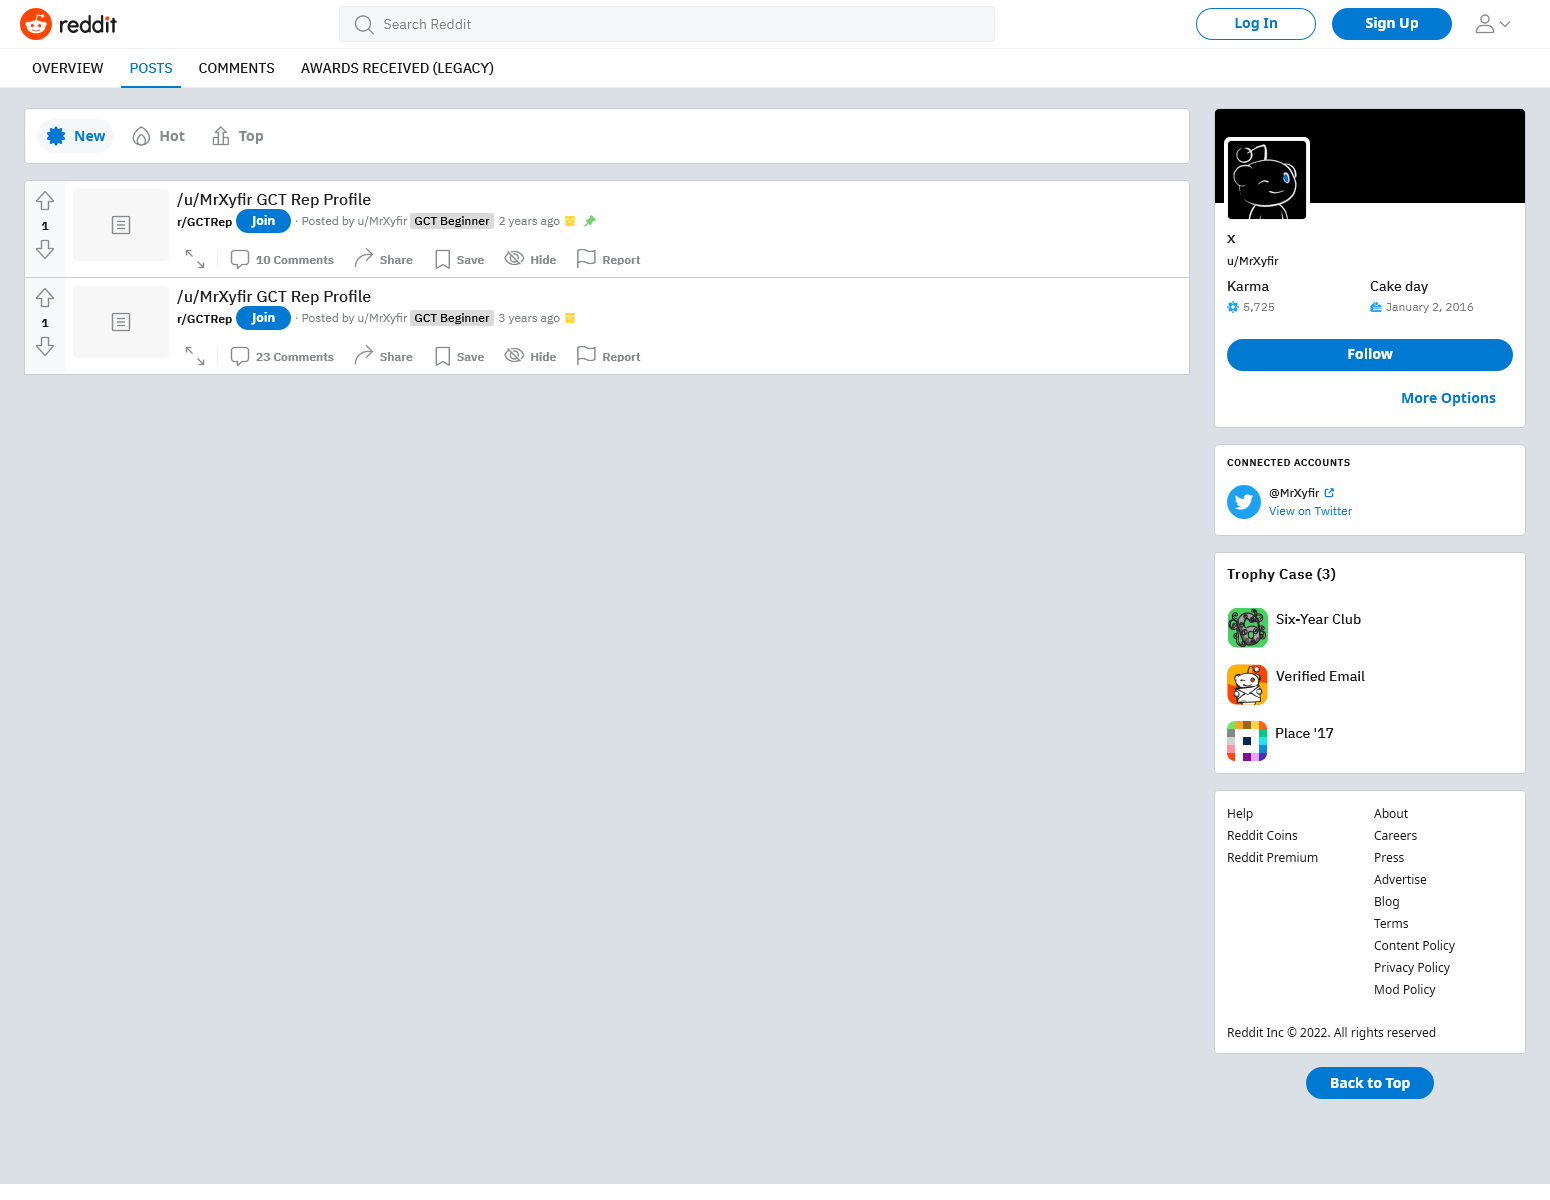 reddit
Search Reddit
Log In
Sign Up
OVERVIEW POSTS COMMENTS AWARDS RECEIVED (LEGACY)
New Hot Top
/u/MrXyfir GCT Rep Profile
r/GCTRep Join · Posted by u/MrXyfir GCT Beginner 2 years ago
1
10 Comments Share Save Hide Report
/u/MrXyfir GCT Rep Profile
r/GCTRep Join · Posted by u/MrXyfir GCT Beginner 3 years ago
1
23 Comments Share Save Hide Report
x
u/MrXyfir
Karma Cake day
5,725 January 2, 2016
Follow
More Options
CONNECTED ACCOUNTS
@MrXyfir
View on Twitter
Trophy Case (3)
Six-Year Club
Verified Email
Place '17
Help
Reddit Coins
Reddit Premium
About
Careers
Press
Advertise
Blog
Terms
Content Policy
Privacy Policy
Mod Policy
Reddit Inc © 2022. All rights reserved
Back to Top